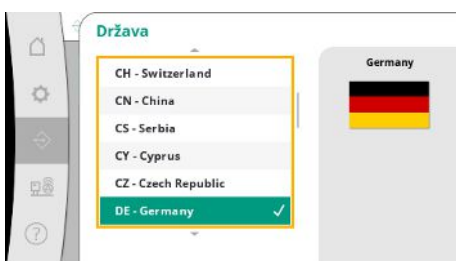 Država
CH - Switzerland
CN - China
CS - Serbia
CY - Cyprus
CZ - Czech Republic
DE - Germany
Germany